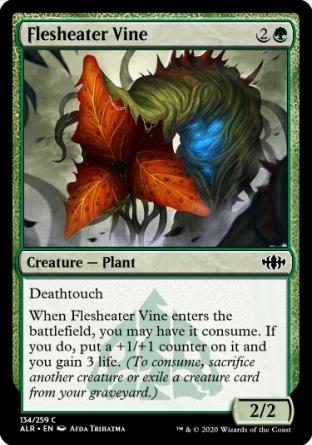 Flesheater Vine 2
Creature — Plant
Deathtouch
When Flesheater Vine enters the
battlefield, you may have it consume. If
you do, put a +1/+1 counter on it and
you gain 3 life. (To consume, sacrifice
another creature or exile a creature card
from your graveyard.)
2/2
134/259 C
ALR • EN Afda Trihatma
™ & © 2020 Wizards of the Coast